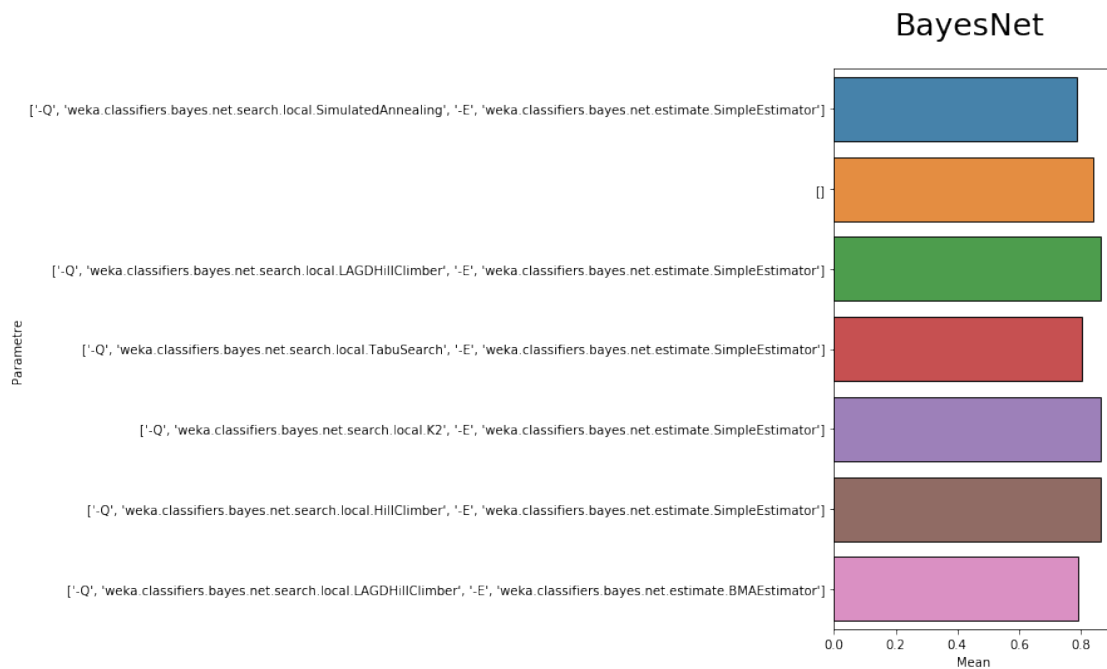 BayesNet
['-Q', 'weka.classifiers.bayes.net.search.local.SimulatedAnnealing', '-E', 'weka.classifiers.bayes.net.estimate.SimpleEstimator']
[]
['-Q', 'weka.classifiers.bayes.net.search.local.LAGDHillClimber', '-E', 'weka.classifiers.bayes.net.estimate.SimpleEstimator']
['-Q', 'weka.classifiers.bayes.net.search.local.TabuSearch', '-E', 'weka.classifiers.bayes.net.estimate.SimpleEstimator']
Parametre
['-Q', 'weka.classifiers.bayes.net.search.local.K2', '-E', 'weka.classifiers.bayes.net.estimate.SimpleEstimator']
['-Q', 'weka.classifiers.bayes.net.search.local.HillClimber', '-E', 'weka.classifiers.bayes.net.estimate.SimpleEstimator']
['-Q', 'weka.classifiers.bayes.net.search.local.LAGDHillClimber', '-E', 'weka.classifiers.bayes.net.estimate.BMAEstimator']
0.0 0.2 0.4 0.6 0.8
Mean